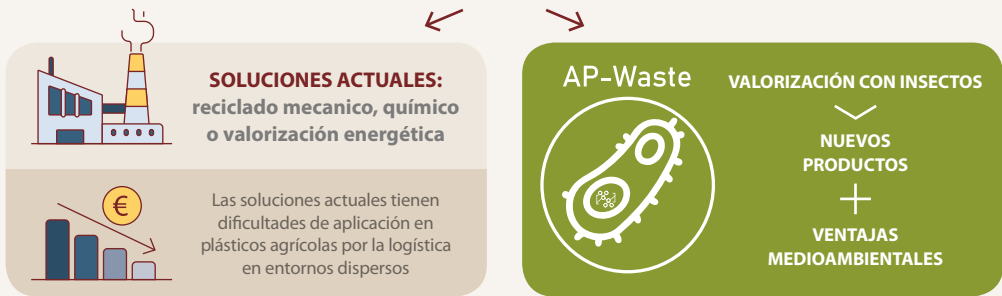 SOLUCIONES ACTUALES:
reciclado mecanico, químico
o valorización energética
€
Las soluciones actuales tienen
dificultades de aplicación en
plásticos agrícolas por la logística
en entornos dispersos
AP-Waste
VALORIZACIÓN CON INSECTOS
NUEVOS
PRODUCTOS
+
VENTAJAS
MEDIOAMBIENTALES